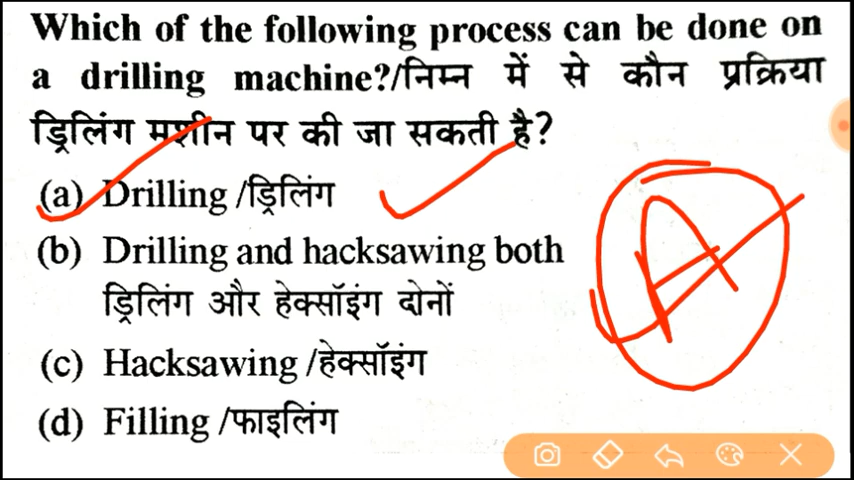 Which of the following process can be done on
a drilling machine?/निम्न में से कौन प्रक्रिया
ड्रिलिंग मशीन पर की जा सकती है?
(a) Drilling /ड्रिलिंग
(b) Drilling and hacksawing both
ड्रिलिंग और हेक्सॉइंग दोनों
(c) Hacksawing /हेक्सॉइंग
(d) Filling /फाइलिंग
A